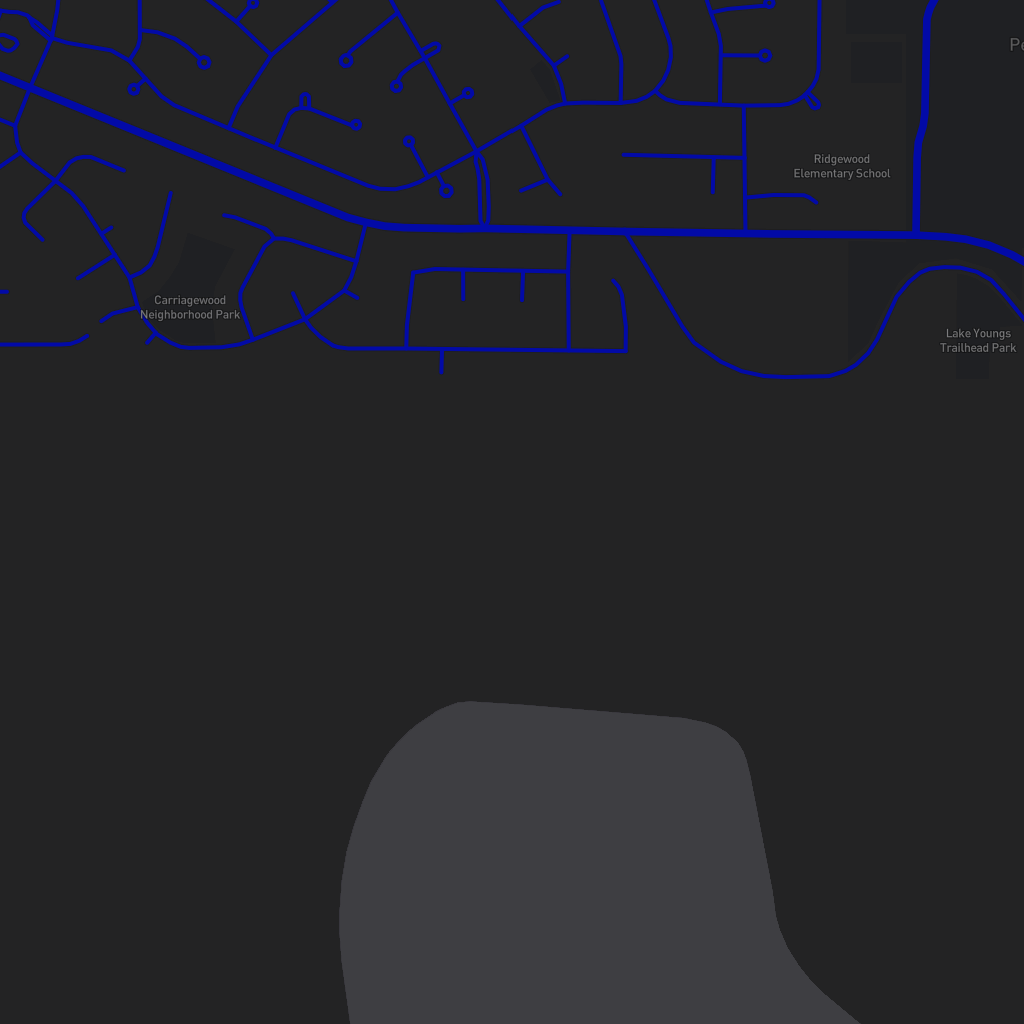 Ridgewood
Elementary School
Carriagewood
Neighborhood Park
Lake Youngs
Trailhead Park